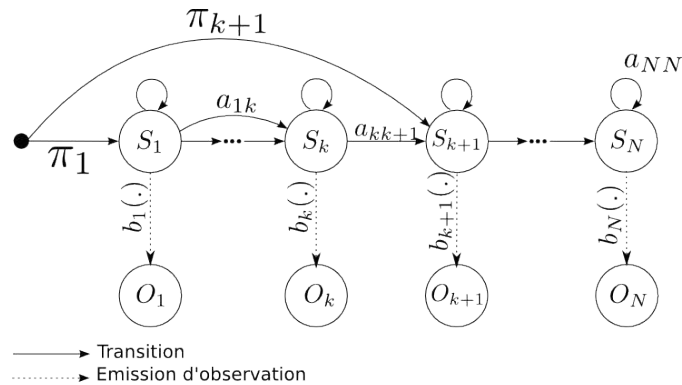 π_{k+1}
a_{NN}
a_{1k}
S_1 ... S_k a_{kk+1} S_{k+1} ... S_N
π_1
b_1(.) b_k(.) b_{k+1}(.) b_N(.)
O_1 O_k O_{k+1} O_N
Transition
Emission d'observation